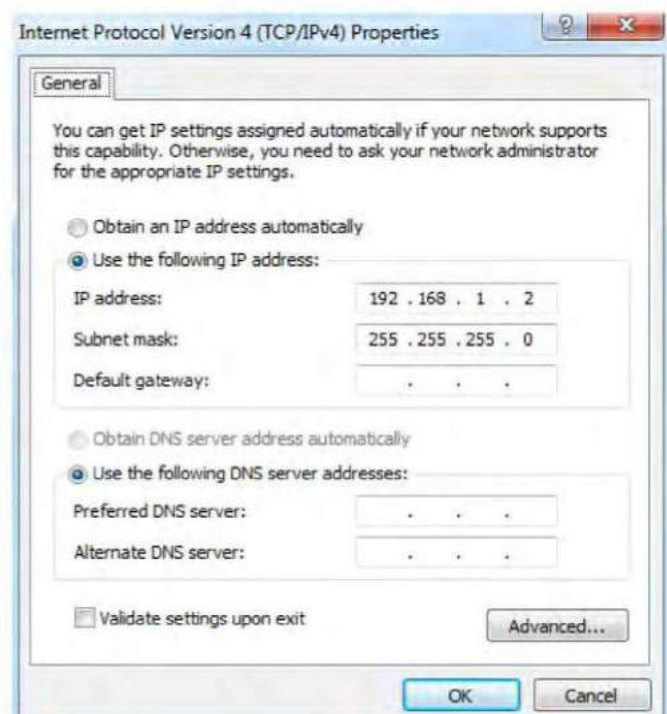 Internet Protocol Version 4 (TCP/IPv4) Properties
General
You can get IP settings assigned automatically if your network supports
this capability. Otherwise, you need to ask your network administrator
for the appropriate IP settings.
Obtain an IP address automatically
Use the following IP address:
IP address: 192 . 168 . 1 . 2
Subnet mask: 255 . 255 . 255 . 0
Default gateway: . . .
Obtain DNS server address automatically
Use the following DNS server addresses:
Preferred DNS server: . . .
Alternate DNS server: . . .
Validate settings upon exit
Advanced...
OK Cancel